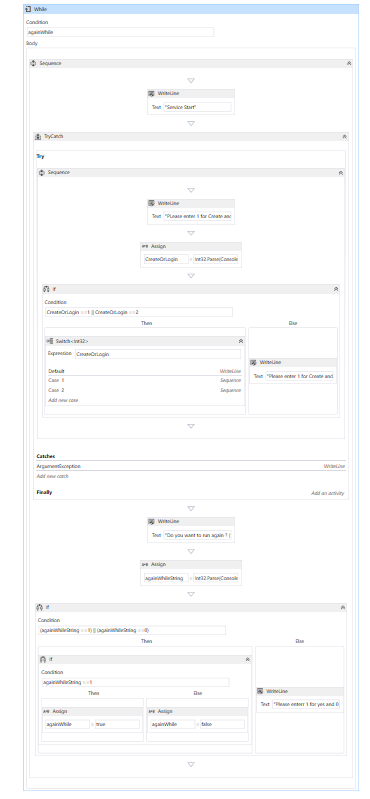 While
Condition
againWhile
Body
Sequence
WriteLine
Text "Service Start"
TryCatch
Try
Sequence
WriteLine
Text "PLease enter 1 for Create and
Assign
CreateOrLogin = Int32.Parse(Console
If
Condition
CreateOrLogin ==1 || CreateOrLogin ==2
Then Else
Switch<Int32>
Expression CreateOrLogin
Default WriteLine
Case 1 Sequence
Case 2 Sequence
Add new case
WriteLine
Text "Please enter 1 for Create and
Catches
ArgumentException WriteLine
Add new catch
Finally Add an activity
WriteLine
Text "Do you want to run again ? (
Assign
againWhileString = Int32.Parse(Console
If
Condition
(againWhileString ==1) || (againWhileString ==0)
Then Else
If
Condition
againWhileString ==1
Then Else
Assign Assign
againWhile = true againWhile = false
WriteLine
Text "Please enterr 1 for yes and 0